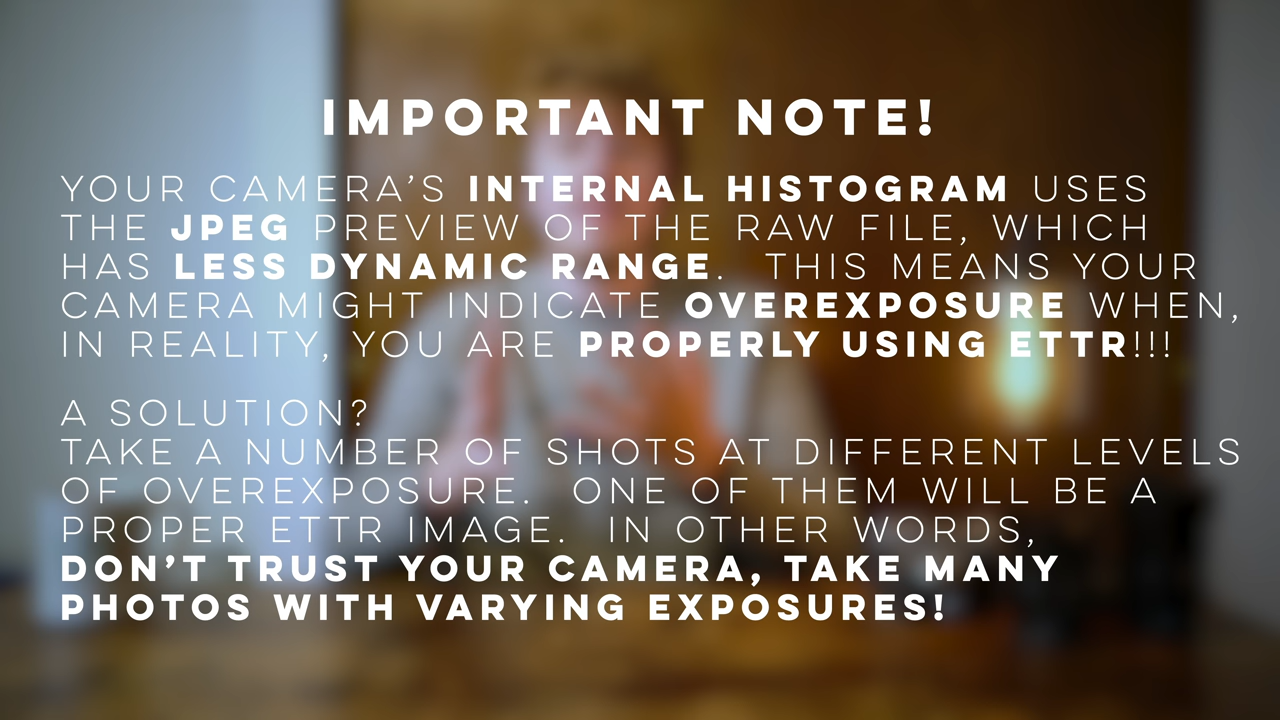 IMPORTANT NOTE!
YOUR CAMERA'S INTERNAL HISTOGRAM USES
THE JPEG PREVIEW OF THE RAW FILE, WHICH
HAS LESS DYNAMIC RANGE. THIS MEANS YOUR
CAMERA MIGHT INDICATE OVEREXPOSURE WHEN,
IN REALITY, YOU ARE PROPERLY USING ETTR!!!
A SOLUTION?
TAKE A NUMBER OF SHOTS AT DIFFERENT LEVELS
OF OVEREXPOSURE. ONE OF THEM WILL BE A
PROPER ETTR IMAGE. IN OTHER WORDS,
DON'T TRUST YOUR CAMERA, TAKE MANY
PHOTOS WITH VARYING EXPOSURES!